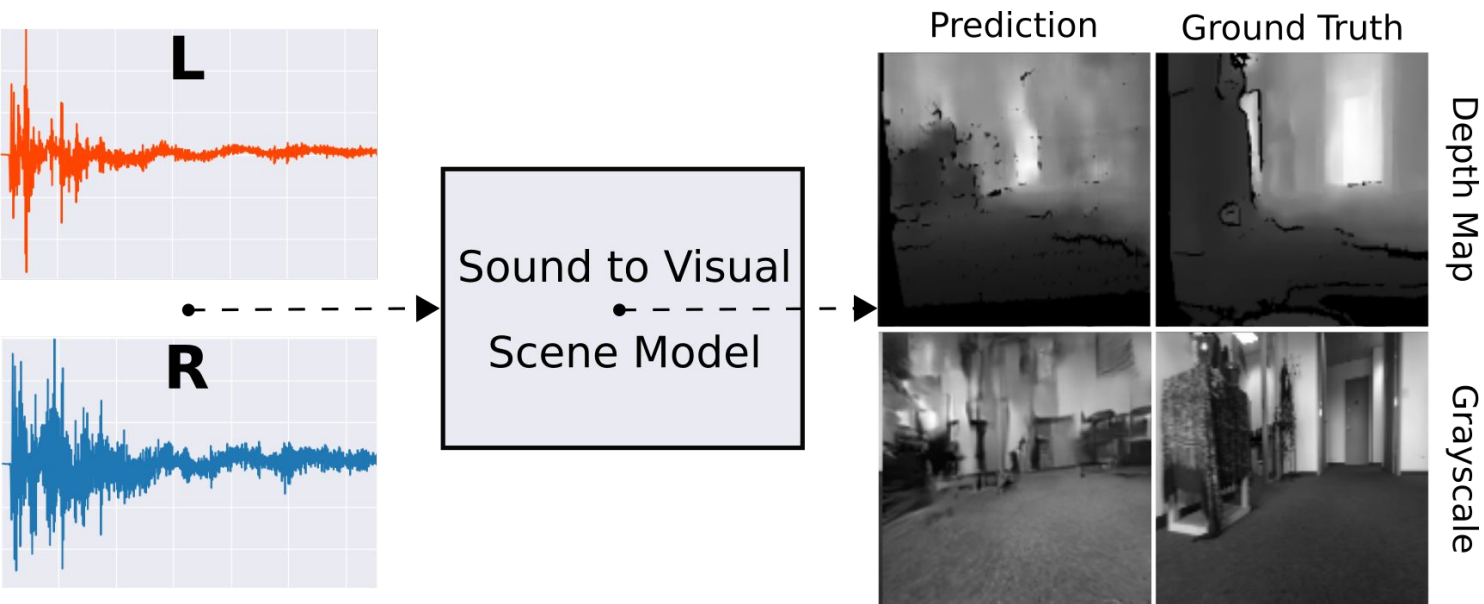 L
R
Sound to Visual
Scene Model
Prediction
Ground Truth
Depth Map
Grayscale